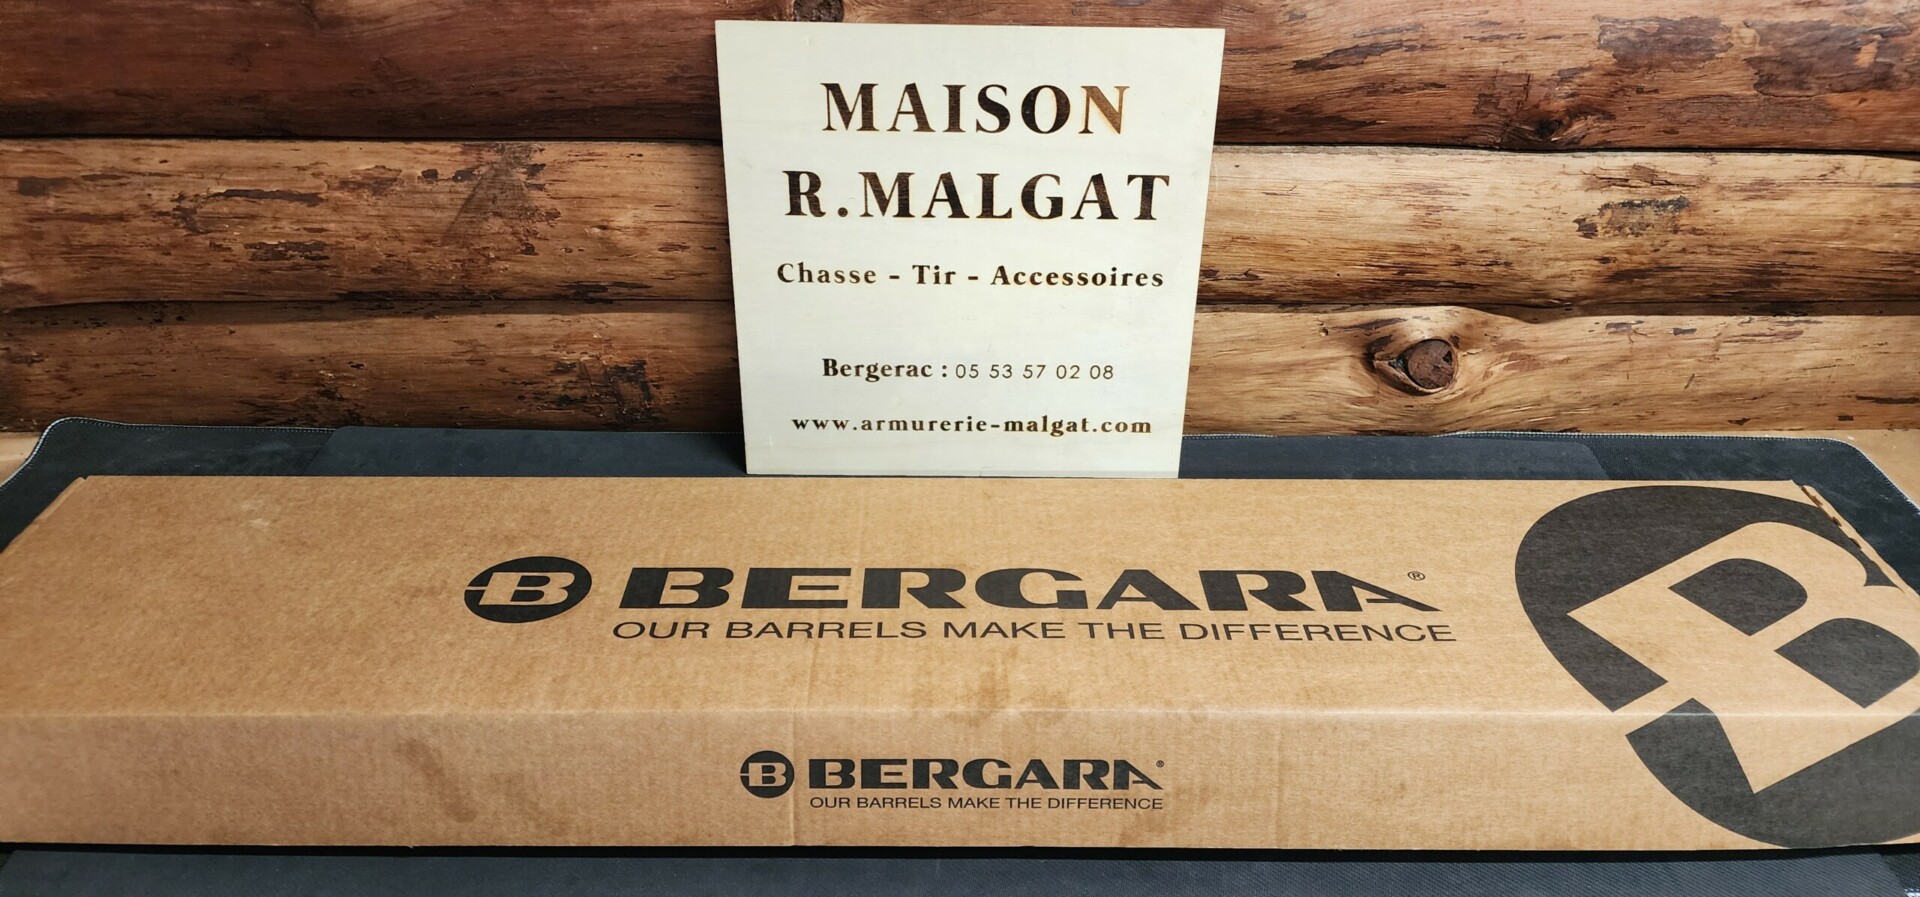 MAISON
R.MALGAT
Chasse - Tir - Accessoires
Bergerac : 05 53 57 02 08
www.armurerie-malgat.com
B BERGARA®
OUR BARRELS MAKE THE DIFFERENCE
B
B BERGARA®
OUR BARRELS MAKE THE DIFFERENCE